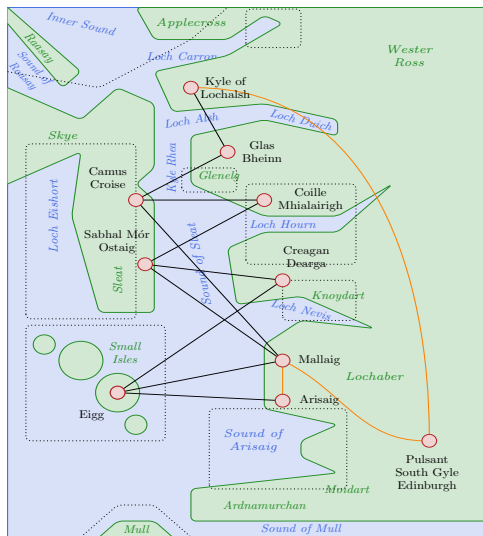 Inner Sound
Applecross
Raasay
Sound of
Raasay
Loch Carron
Wester
Ross
Kyle of
Lochalsh
Loch Alsh
Loch Duich
Skye
Kyle Rhea
Glas
Bheinn
Camus
Croise
Glenelg
Loch Eishort
Coille
Mhialairigh
Loch Hourn
Sabhal Mór
Ostaig
Sleat
Sound of Sleat
Creagan
Dearga
Knoydart
Loch Nevis
Small
Isles
Mallaig
Lochaber
Eigg
Arisaig
Sound of
Arisaig
Pulsant
South Gyle
Edinburgh
Moidart
Ardnamurchan
Mull
Sound of Mull